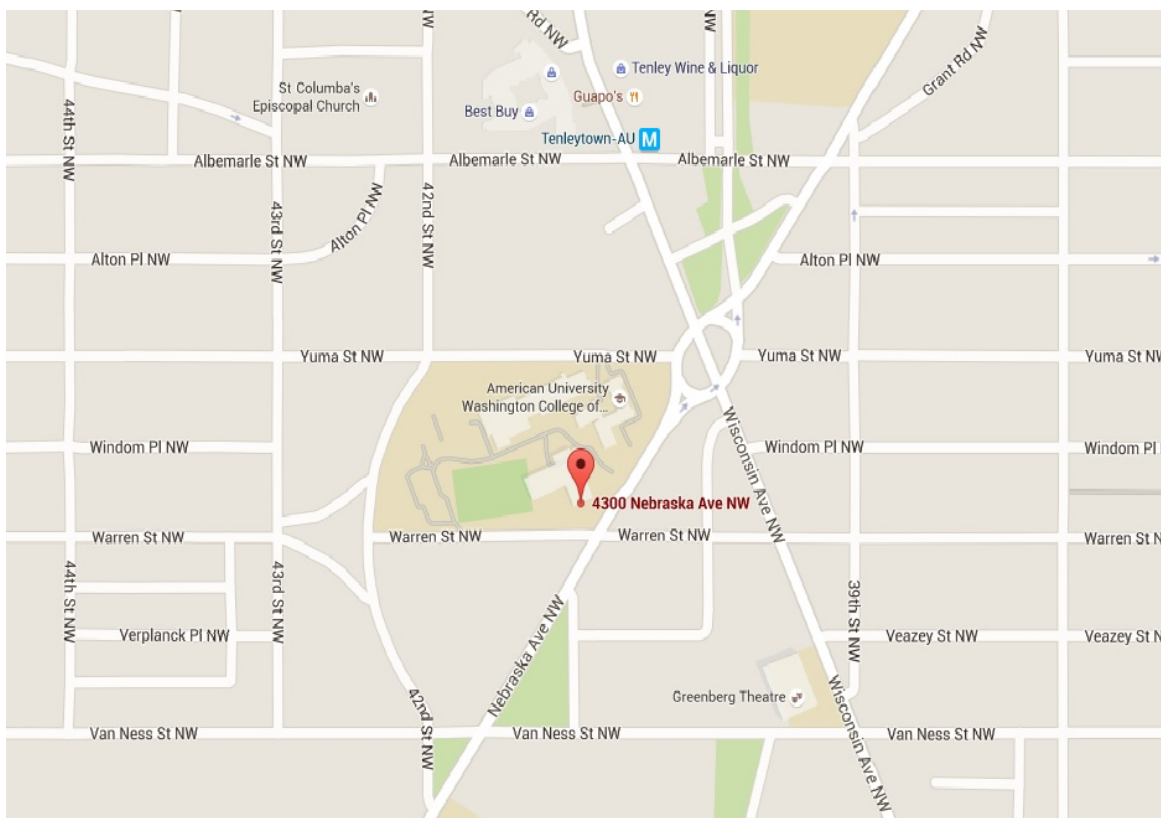 Rd NW
Grant Rd NW
Tenley Wine & Liquor
St Columba's
Episcopal Church
Guapo's
Best Buy
44th St NW
Tenleytown-AU M
Albemarle St NW
Albemarle St NW
Albemarle St NW
42nd St NW
Alton Pl NW
43rd St NW
Alton Pl NW
Alton Pl NW
Yuma St NW
Yuma St NW
Yuma St NW
Yuma St NW
American University
Washington College of...
Windom Pl NW
Wisconsin Ave NW
Windom Pl NW
Windom Pl
4300 Nebraska Ave NW
Warren St NW
Warren St NW
Warren St NW
Warren St N
44th St NW
43rd St NW
39th St NW
Nebraska Ave NW
Verplanck Pl NW
Veazey St NW
Veazey St N
Greenberg Theatre
42nd St NW
Wisconsin Ave NW
Van Ness St NW
Van Ness St NW
Van Ness St NW